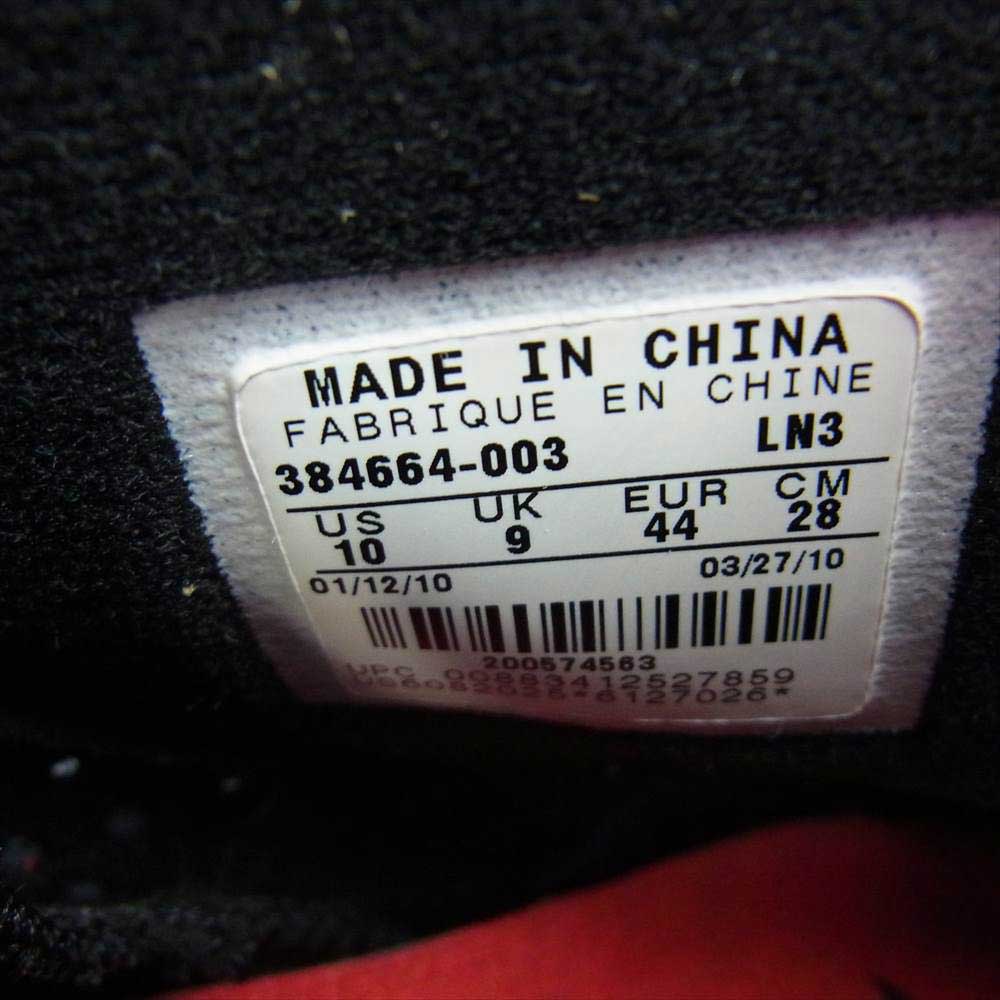 MADE IN CHINA
FABRIQUE EN CHINE
384664-003 LN3
US UK EUR CM
10 9 44 28
01/12/10 03/27/10
200574563
UPC 00883412527859